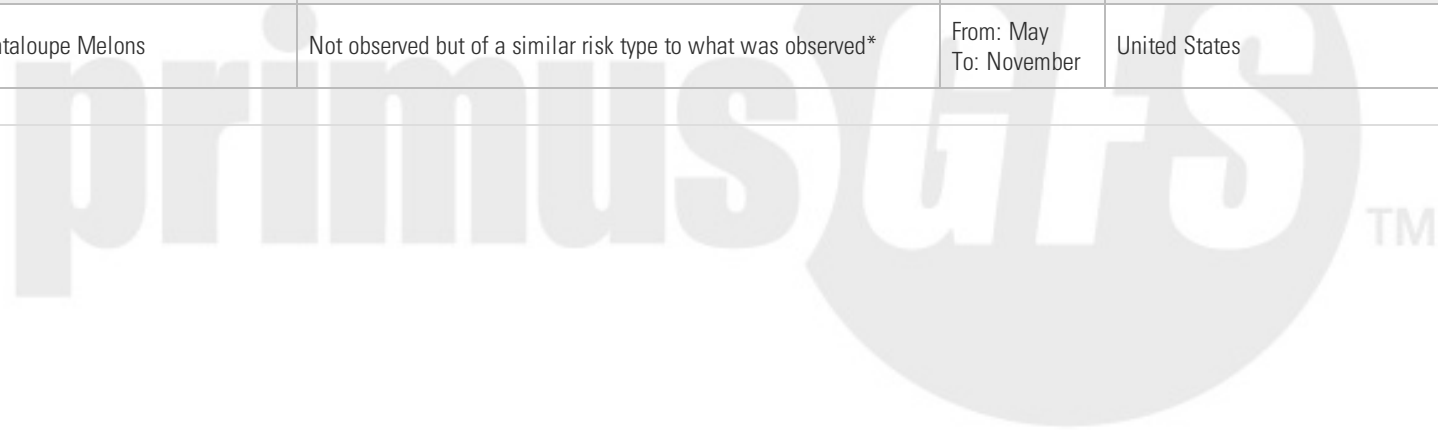 ntaloupe Melons
Not observed but of a similar risk type to what was observed*
From: May
To: November
United States
primusGFS
TM